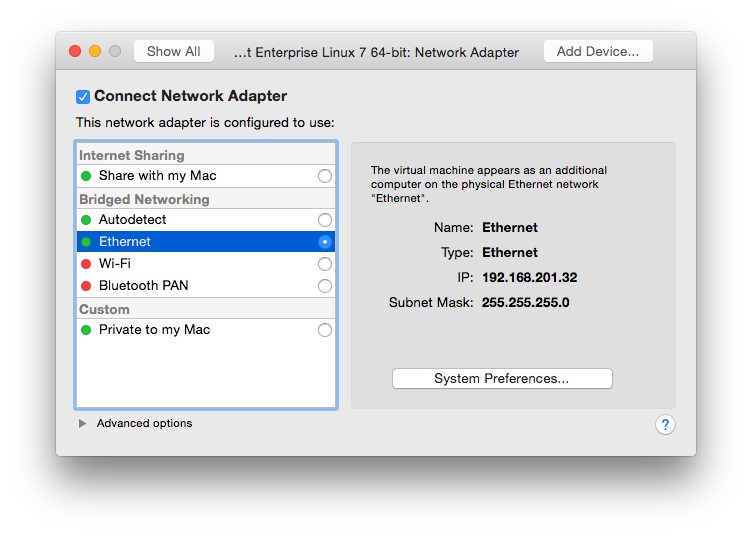 Show All
...t Enterprise Linux 7 64-bit: Network Adapter
Add Device...
Connect Network Adapter
This network adapter is configured to use:
Internet Sharing
Share with my Mac
Bridged Networking
Autodetect
Ethernet
Wi-Fi
Bluetooth PAN
Custom
Private to my Mac
Advanced options
The virtual machine appears as an additional
computer on the physical Ethernet network
"Ethernet".
Name: Ethernet
Type: Ethernet
IP: 192.168.201.32
Subnet Mask: 255.255.255.0
System Preferences...
?